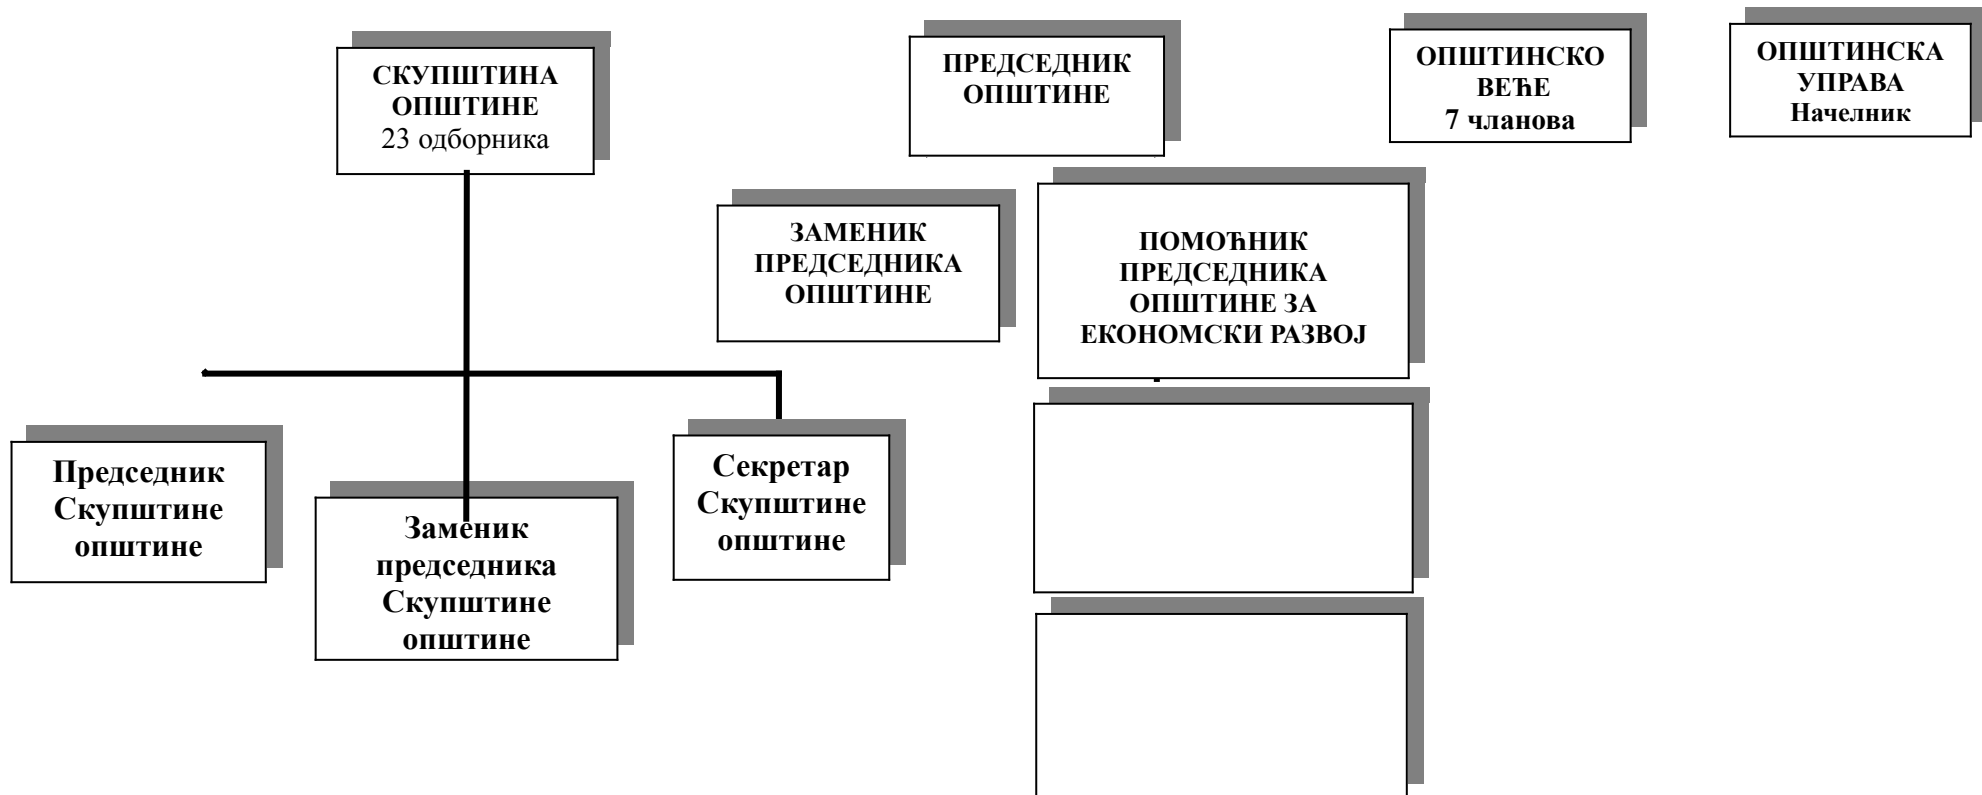 СКУПШТИНА
ОПШТИНЕ
23 одборника
ПРЕДСЕДНИК
ОПШТИНЕ
ОПШТИНСКО
ВЕЋЕ
7 чланова
ОПШТИНСКА
УПРАВА
Начелник
ЗАМЕНИК
ПРЕДСЕДНИКА
ОПШТИНЕ
ПОМОЋНИК
ПРЕДСЕДНИКА
ОПШТИНЕ ЗА
ЕКОНОМСКИ РАЗВОЈ
Председник
Скупштине
општине
Заменик
председника
Скупштине
општине
Секретар
Скупштине
општине